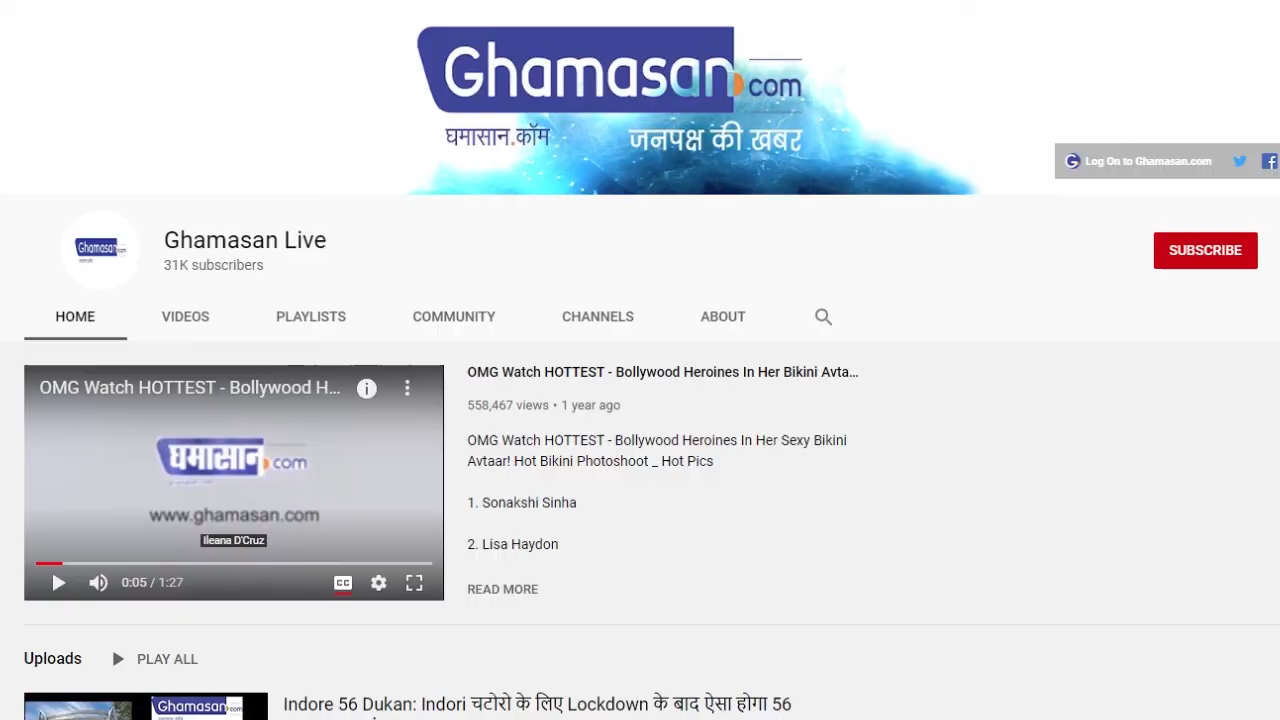 Ghamasan.com
घमासान.कॉम
जनपक्ष की खबर
Log On to Ghamasan.com
Ghamasan
Ghamasan Live
31K subscribers
SUBSCRIBE
HOME VIDEOS PLAYLISTS COMMUNITY CHANNELS ABOUT
OMG Watch HOTTEST - Bollywood H...
घमासान.com
www.ghamasan.com
Ileana D'Cruz
0:05 / 1:27
CC
OMG Watch HOTTEST - Bollywood Heroines In Her Bikini Avta...
558,467 views • 1 year ago
OMG Watch HOTTEST - Bollywood Heroines In Her Sexy Bikini
Avtaar! Hot Bikini Photoshoot _ Hot Pics
1. Sonakshi Sinha
2. Lisa Haydon
READ MORE
Uploads PLAY ALL
Ghamasan
Indore 56 Dukan: Indori चटोरो के लिए Lockdown के बाद ऐसा होगा 56